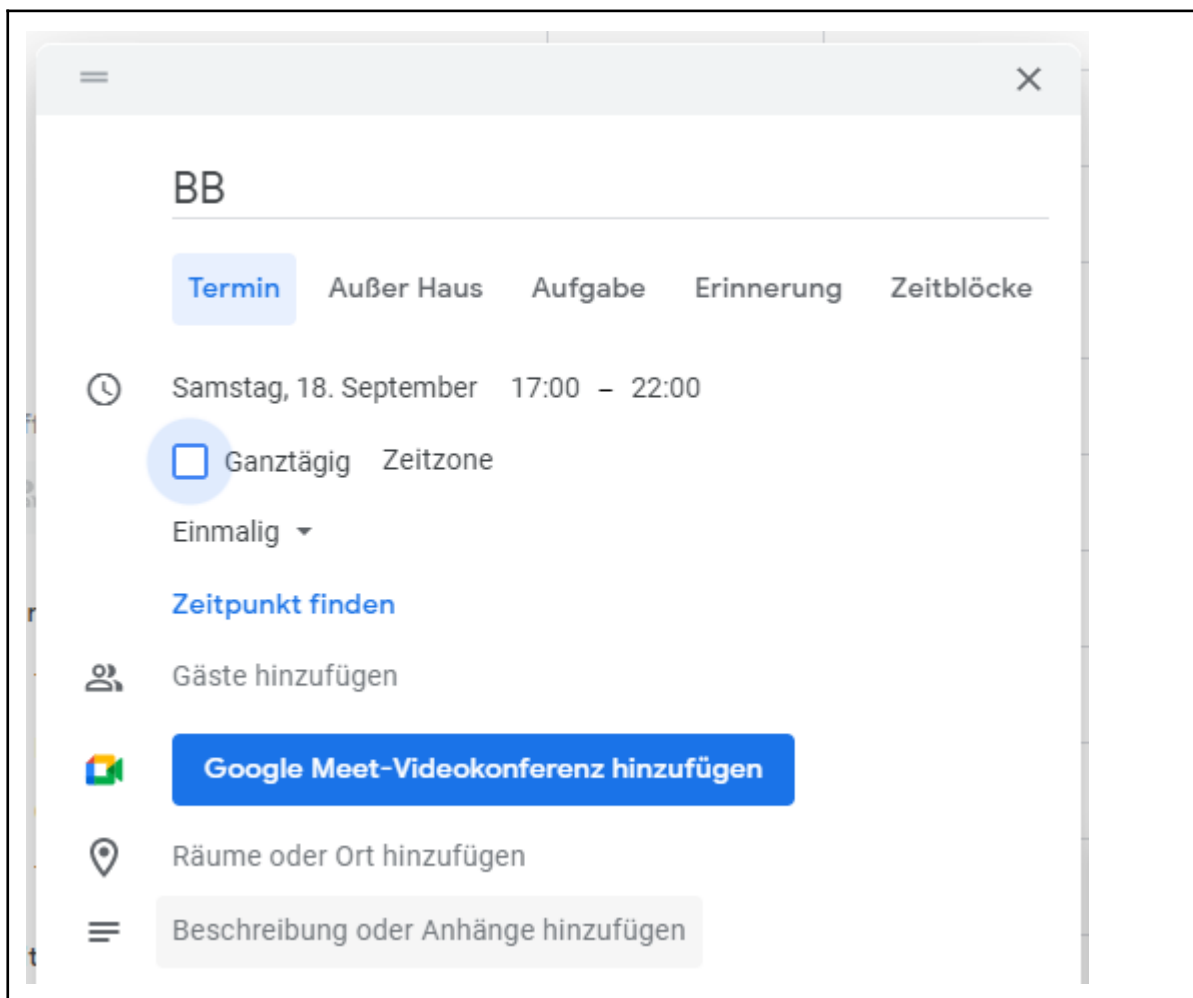 BB
Termin Außer Haus Aufgabe Erinnerung Zeitblöcke
Samstag, 18. September 17:00 – 22:00
Ganztägig Zeitzone
Einmalig
Zeitpunkt finden
Gäste hinzufügen
Google Meet-Videokonferenz hinzufügen
Räume oder Ort hinzufügen
Beschreibung oder Anhänge hinzufügen